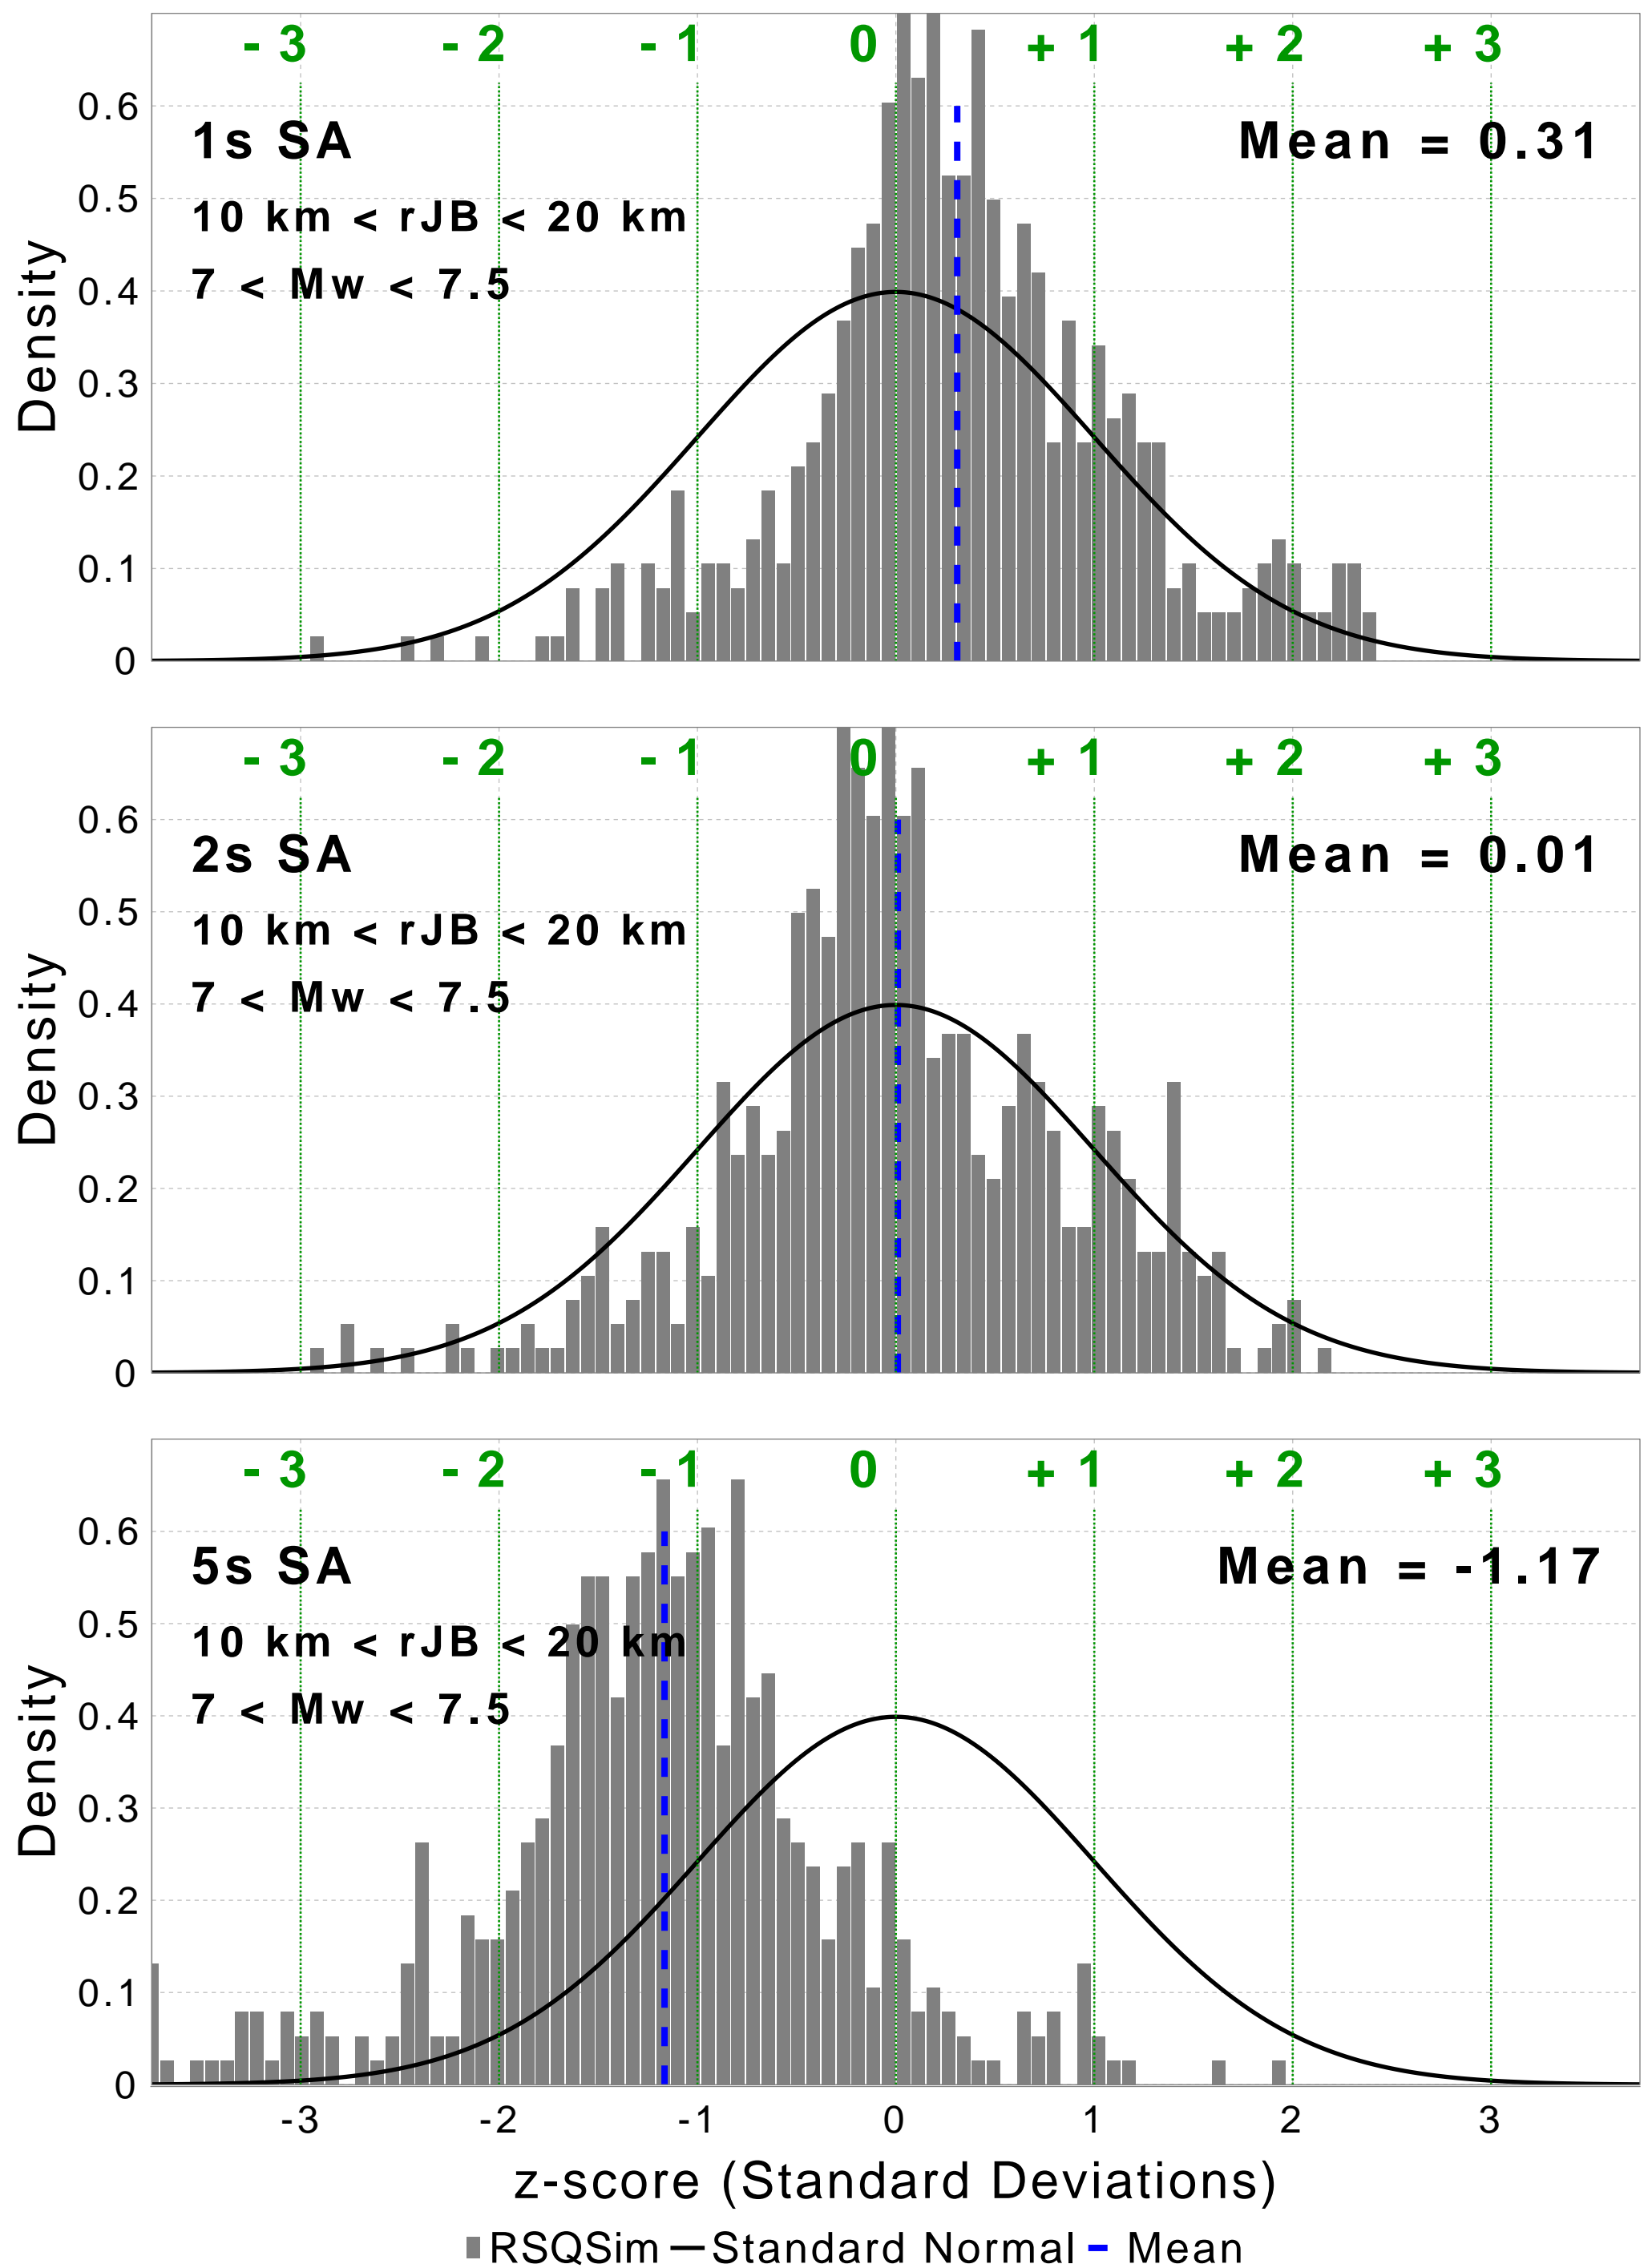 - 3 - 2 - 1 0 + 1 + 2 + 3
0.6
1s SA Mean = 0.31
0.5
10 km < rJB < 20 km
0.4
7 < Mw < 7.5
Density
0.3
0.2
0.1
0
- 3 - 2 - 1 0 + 1 + 2 + 3
0.6
2s SA Mean = 0.01
0.5
10 km < rJB < 20 km
0.4
7 < Mw < 7.5
Density
0.3
0.2
0.1
0
- 3 - 2 - 1 0 + 1 + 2 + 3
0.6
5s SA Mean = -1.17
0.5
10 km < rJB < 20 km
0.4
7 < Mw < 7.5
Density
0.3
0.2
0.1
0
-3 -2 -1 0 1 2 3
z-score (Standard Deviations)
RSQSim Standard Normal Mean